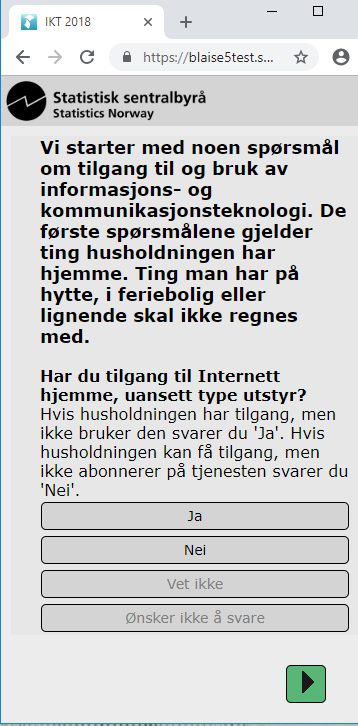 IKT 2018
https://blaise5test.s...
Statistisk sentralbyrå
Statistics Norway
Vi starter med noen spørsmål
om tilgang til og bruk av
informasjons- og
kommunikasjonsteknologi. De
første spørsmålene gjelder
ting husholdningen har
hjemme. Ting man har på
hytte, i feriebolig eller
lignende skal ikke regnes
med.
Har du tilgang til Internett
hjemme, uansett type utstyr?
Hvis husholdningen har tilgang, men
ikke bruker den svarer du 'Ja'. Hvis
husholdningen kan få tilgang, men
ikke abonnerer på tjenesten svarer du
'Nei'.
Ja
Nei
Vet ikke
Ønsker ikke å svare